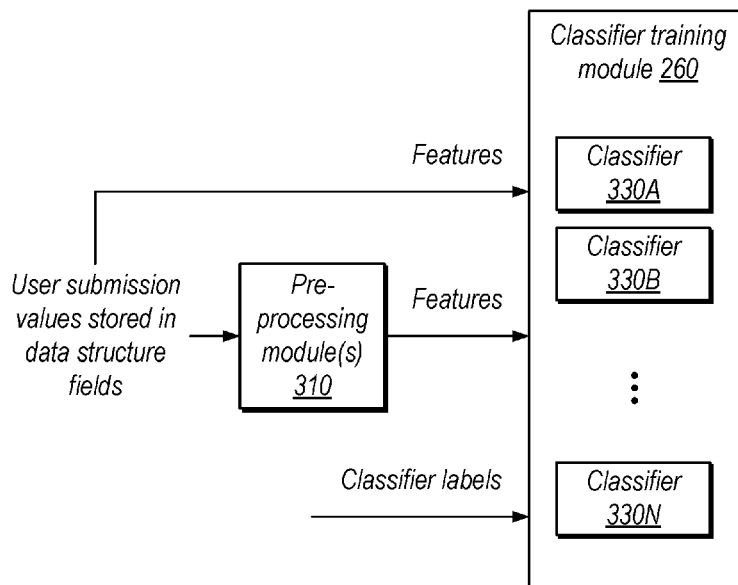 Classifier training
module 260
Features
Classifier
330A
Classifier
330B
User submission
values stored in
data structure
fields
Pre-
processing
module(s)
310
Features
Classifier labels
Classifier
330N